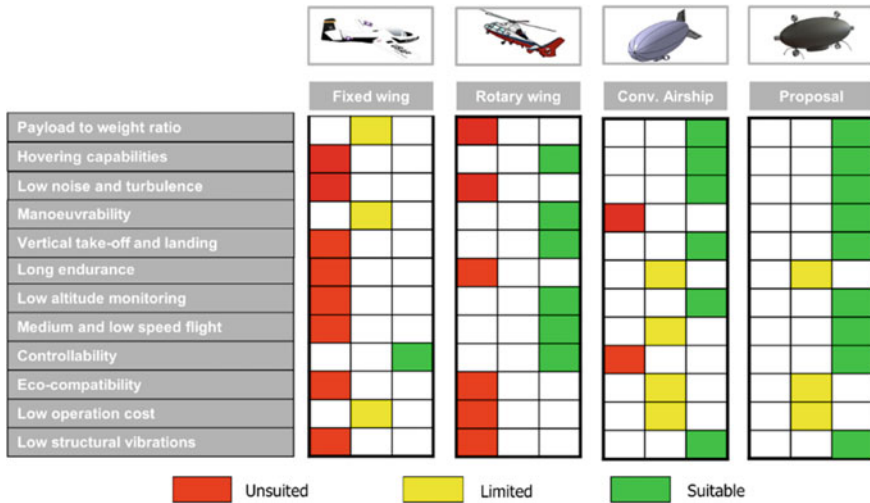 Fixed wing Rotary wing Conv. Airship Proposal
Payload to weight ratio
Hovering capabilities
Low noise and turbulence
Manoeuvrability
Vertical take-off and landing
Long endurance
Low altitude monitoring
Medium and low speed flight
Controllability
Eco-compatibility
Low operation cost
Low structural vibrations
Unsuited Limited Suitable